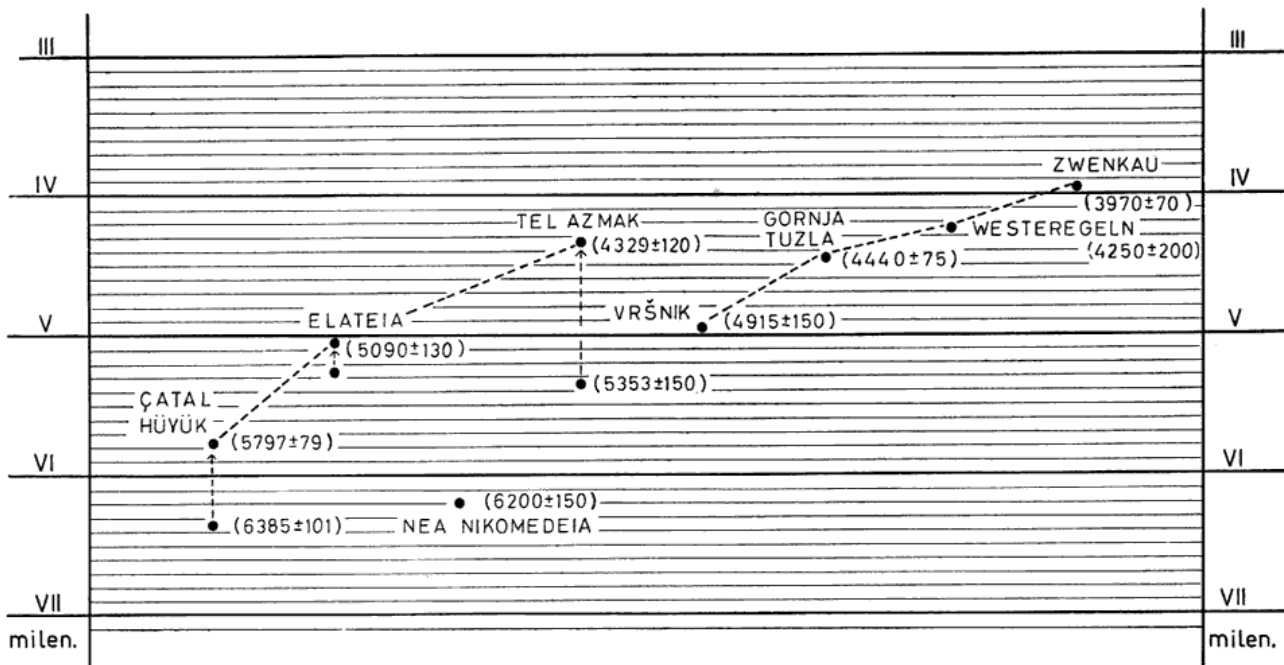 III III
ZWENKAU
IV IV
(3970±70)
TEL AZMAK GORNJA
TUZLA WESTEREGELN
(4329±120) (4440±75) (4250±200)
ELATEIA VRŠNIK
(4915±150)
V V
(5090±130)
(5353±150)
ÇATAL
HÜYÜK
(5797±79)
VI VI
(6200±150)
(6385±101) NEA NIKOMEDEIA
VII VII
milen. milen.